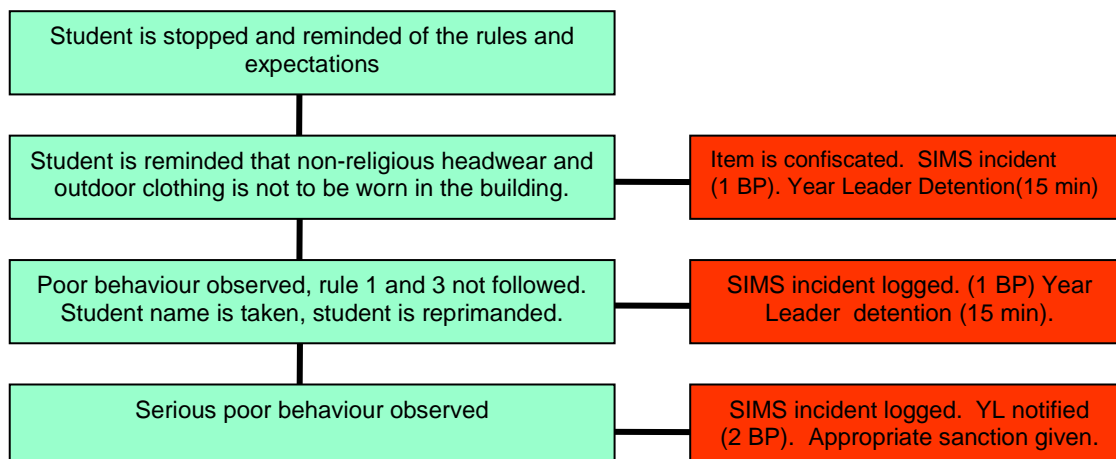 Student is stopped and reminded of the rules and
expectations
Student is reminded that non-religious headwear and
outdoor clothing is not to be worn in the building.
Item is confiscated.  SIMS incident
(1 BP). Year Leader Detention(15 min)
Poor behaviour observed, rule 1 and 3 not followed.
Student name is taken, student is reprimanded.
SIMS incident logged. (1 BP) Year
Leader  detention (15 min).
Serious poor behaviour observed
SIMS incident logged.  YL notified
(2 BP).  Appropriate sanction given.